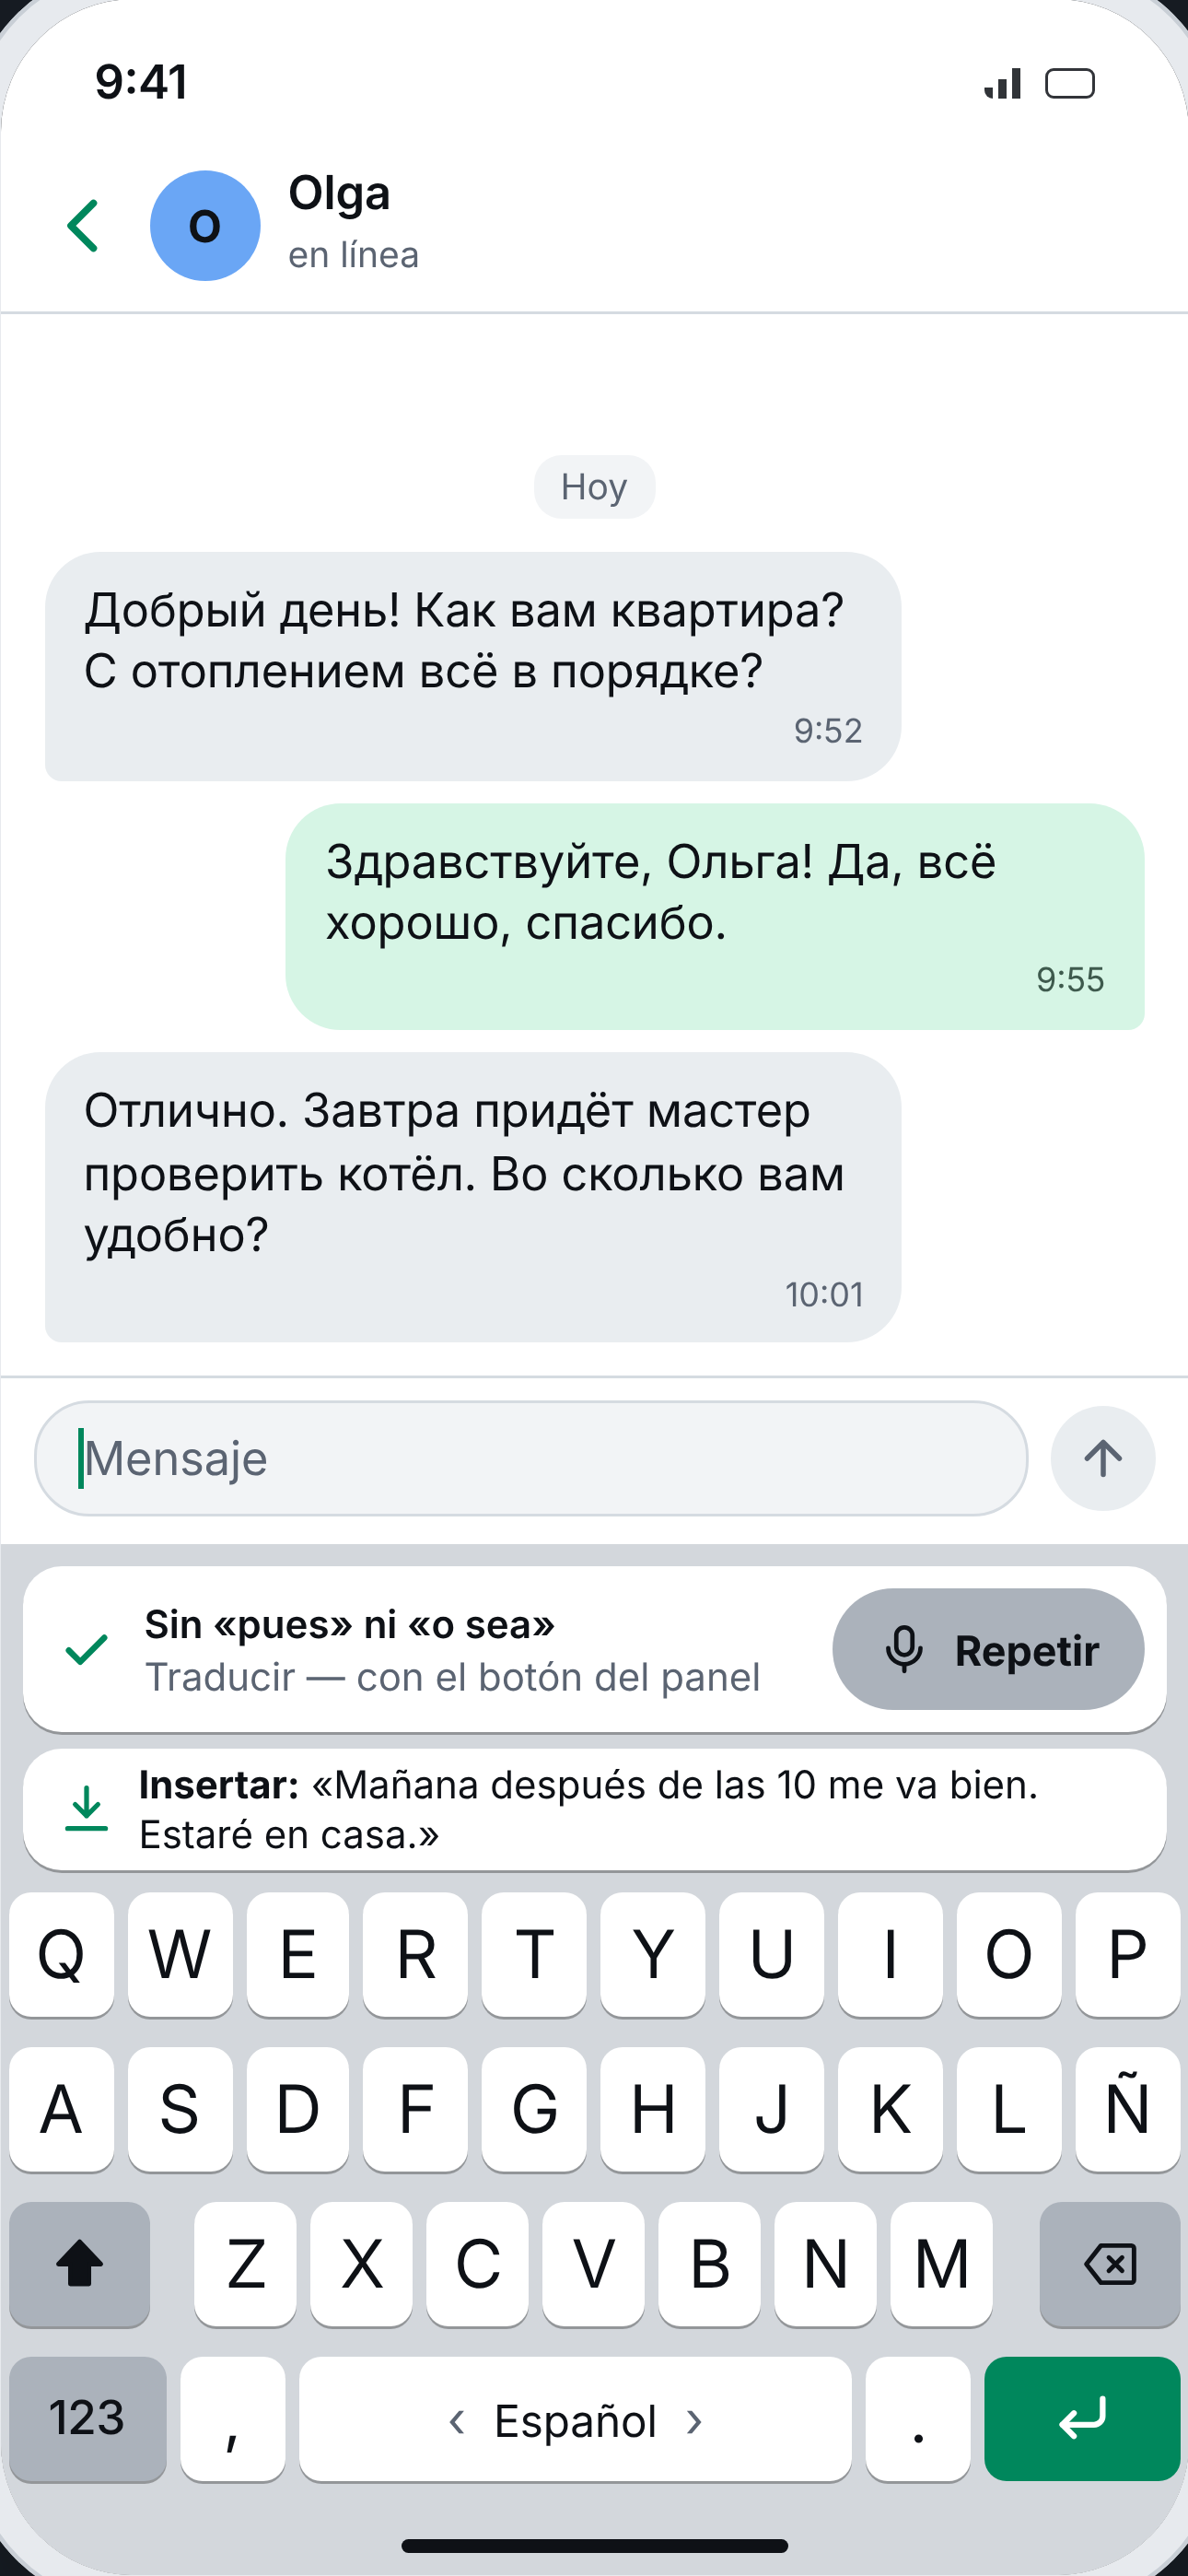 9:41
O
Olga
en línea
Hoy
Добрый день! Как вам квартира?
С отоплением всё в порядке?
9:52
Здравствуйте, Ольга! Да, всё
хорошо, спасибо.
9:55
Отлично. Завтра придёт мастер
проверить котёл. Во сколько вам
удобно?
10:01
Mensaje
Sin «pues» ni «o sea»
Traducir — con el botón del panel
Repetir
Insertar: «Mañana después de las 10 me va bien.
Estaré en casa.»
Q W E R T Y U I O P
A S D F G H J K L Ñ
Z X C V B N M
123 , ‹ Español › .